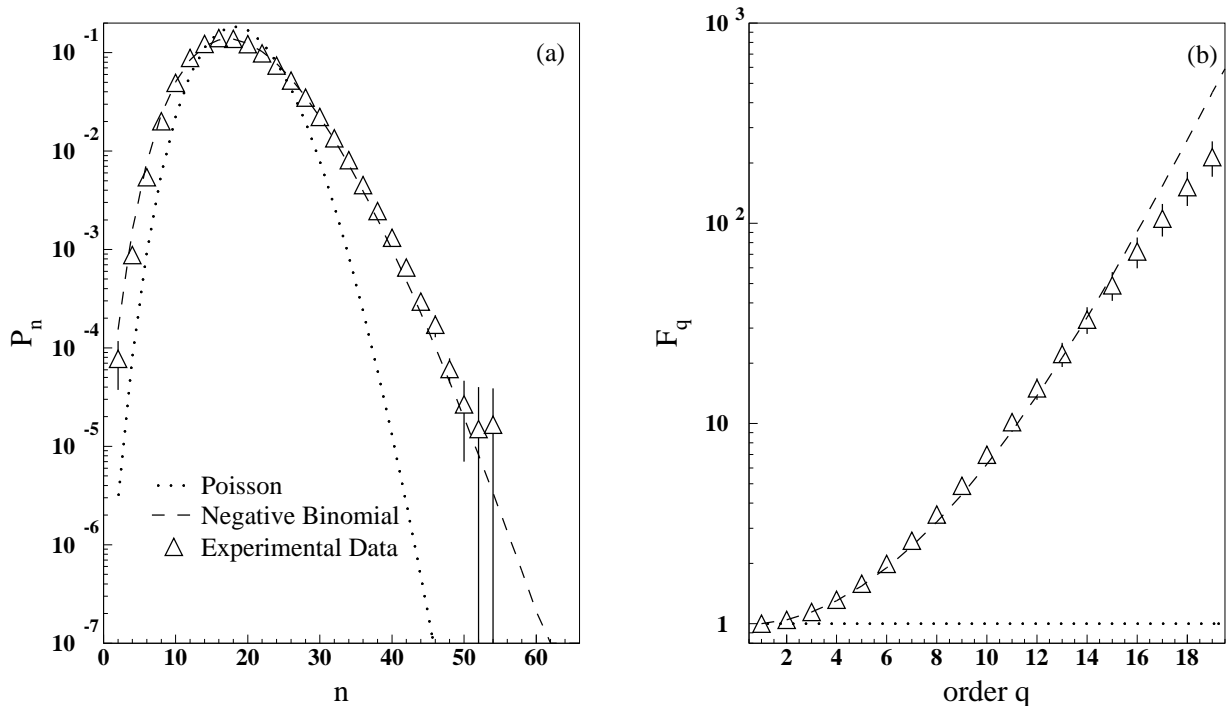 (a)
P_n
10^-1
10^-2
10^-3
10^-4
10^-5
10^-6
10^-7
Poisson
Negative Binomial
Experimental Data
0 10 20 30 40 50 60
n
(b)
F_q
10^3
10^2
10
1
2 4 6 8 10 12 14 16 18
order q